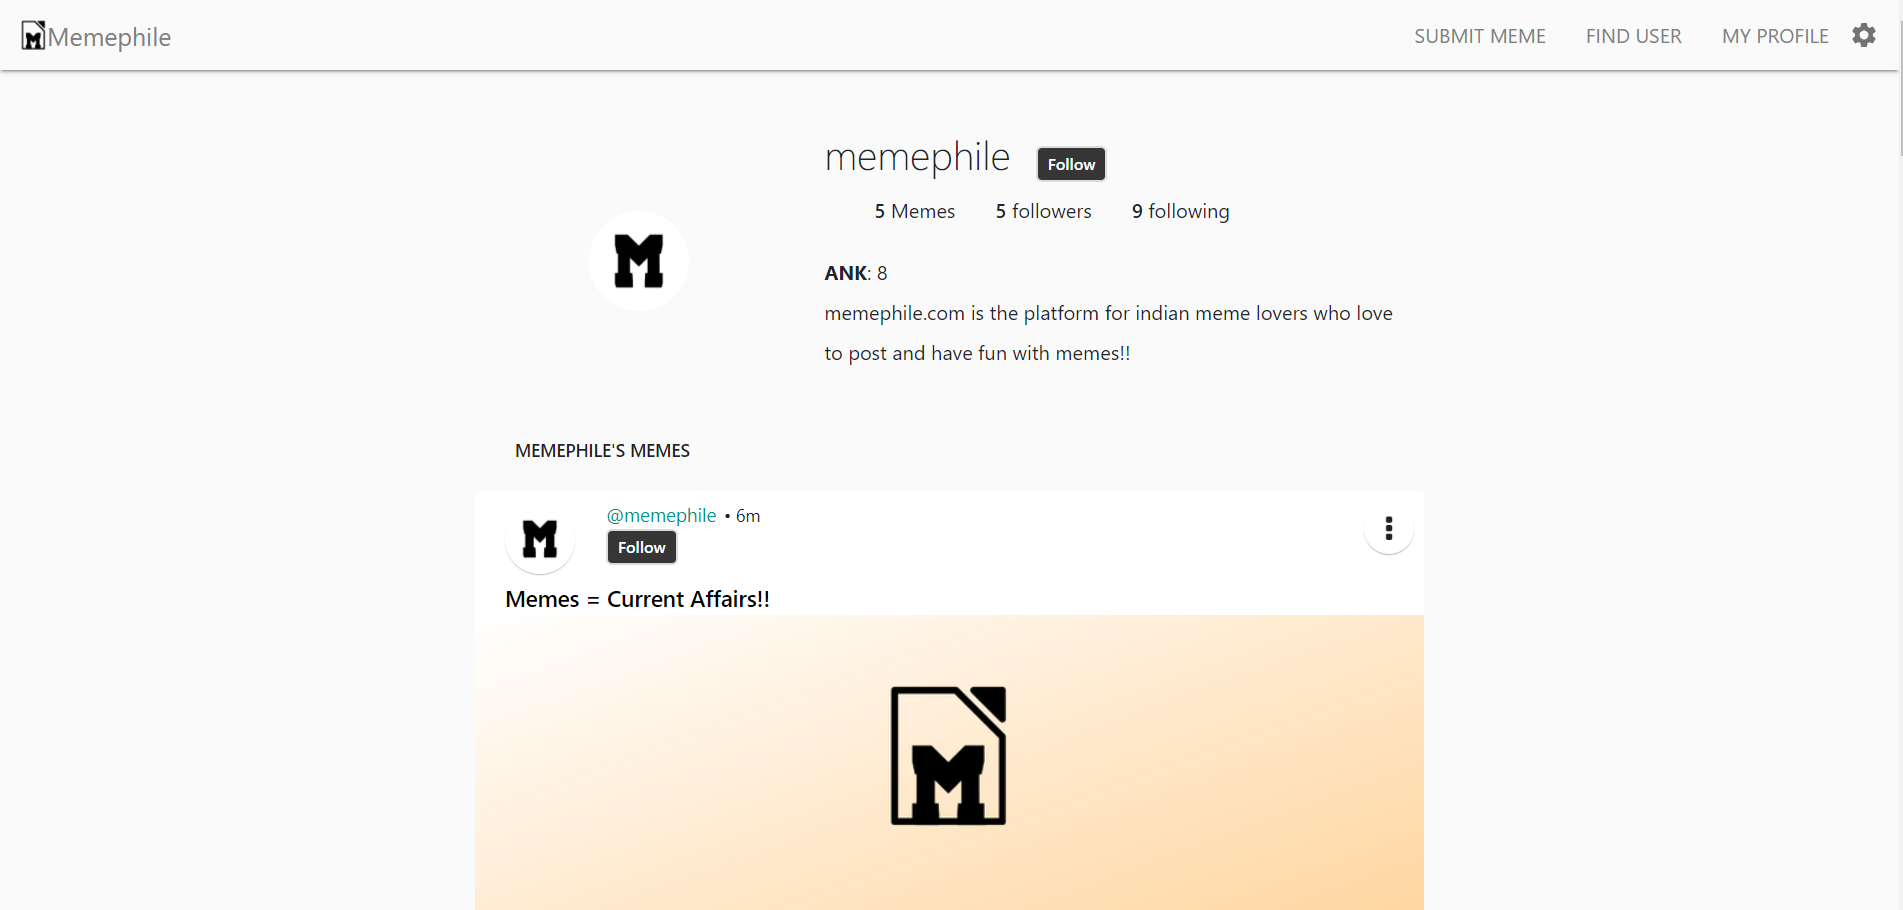 Memephile
SUBMIT MEME FIND USER MY PROFILE
memephile Follow
5 Memes 5 followers 9 following
M
ANK: 8
memephile.com is the platform for indian meme lovers who love
to post and have fun with memes!!
MEMEPHILE'S MEMES
@memephile • 6m
M
Follow
Memes = Current Affairs!!
M